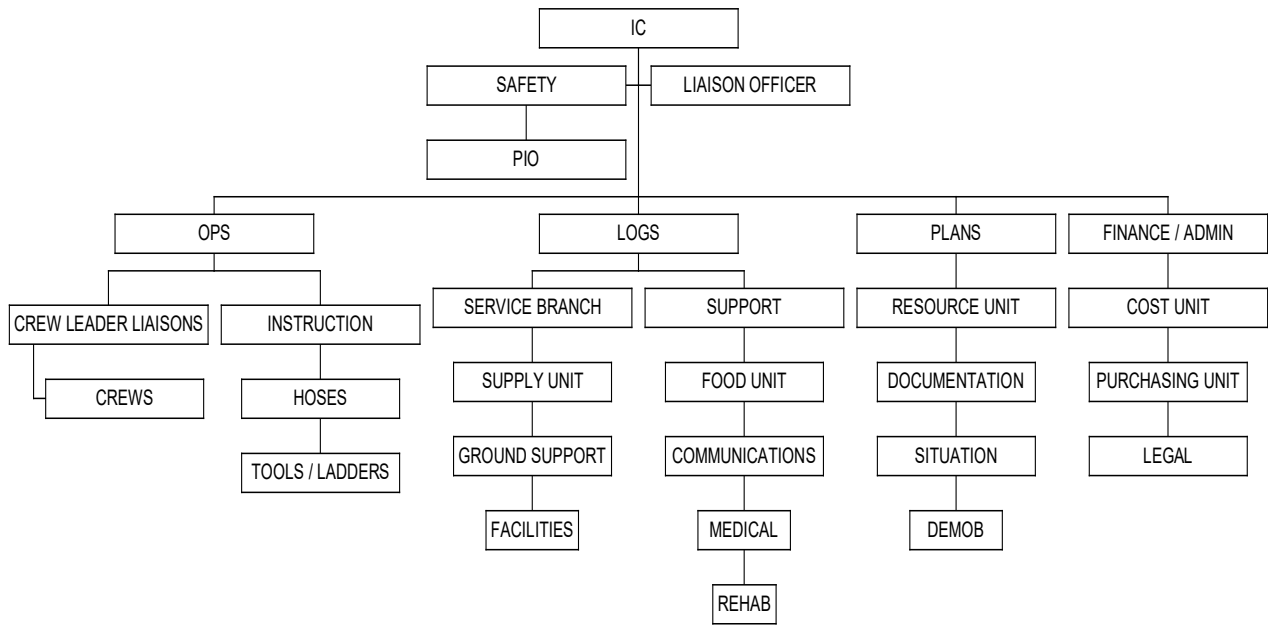 IC
SAFETY
LIAISON OFFICER
PIO
OPS
LOGS
PLANS
FINANCE / ADMIN
CREW LEADER LIAISONS
INSTRUCTION
SERVICE BRANCH
SUPPORT
RESOURCE UNIT
COST UNIT
CREWS
HOSES
SUPPLY UNIT
FOOD UNIT
DOCUMENTATION
PURCHASING UNIT
TOOLS / LADDERS
GROUND SUPPORT
COMMUNICATIONS
SITUATION
LEGAL
FACILITIES
MEDICAL
DEMOB
REHAB